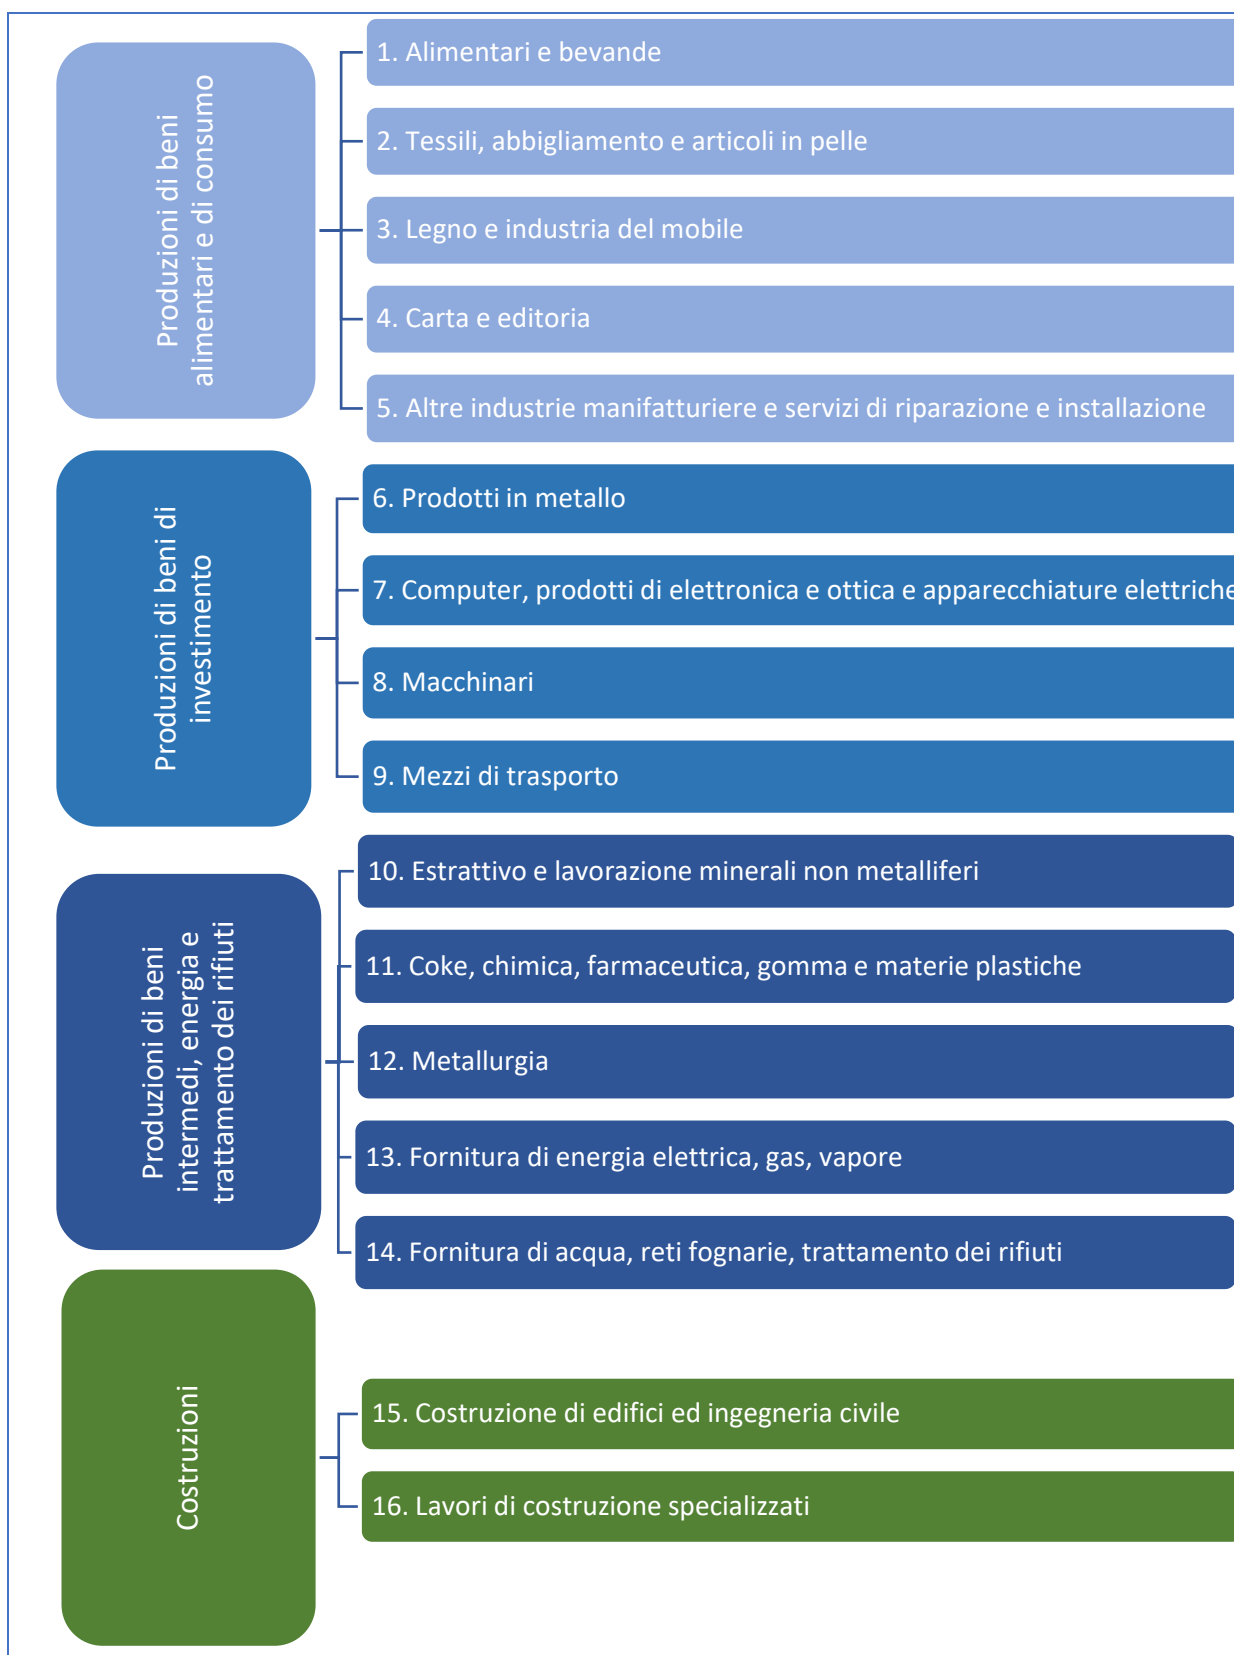 Produzioni di beni
alimentari e di consumo
1. Alimentari e bevande
2. Tessili, abbigliamento e articoli in pelle
3. Legno e industria del mobile
4. Carta e editoria
5. Altre industrie manifatturiere e servizi di riparazione e installazione
Produzioni di beni di
investimento
6. Prodotti in metallo
7. Computer, prodotti di elettronica e ottica e apparecchiature elettriche
8. Macchinari
9. Mezzi di trasporto
Produzioni di beni
intermedi, energia e
trattamento dei rifiuti
10. Estrattivo e lavorazione minerali non metalliferi
11. Coke, chimica, farmaceutica, gomma e materie plastiche
12. Metallurgia
13. Fornitura di energia elettrica, gas, vapore
14. Fornitura di acqua, reti fognarie, trattamento dei rifiuti
Costruzioni
15. Costruzione di edifici ed ingegneria civile
16. Lavori di costruzione specializzati